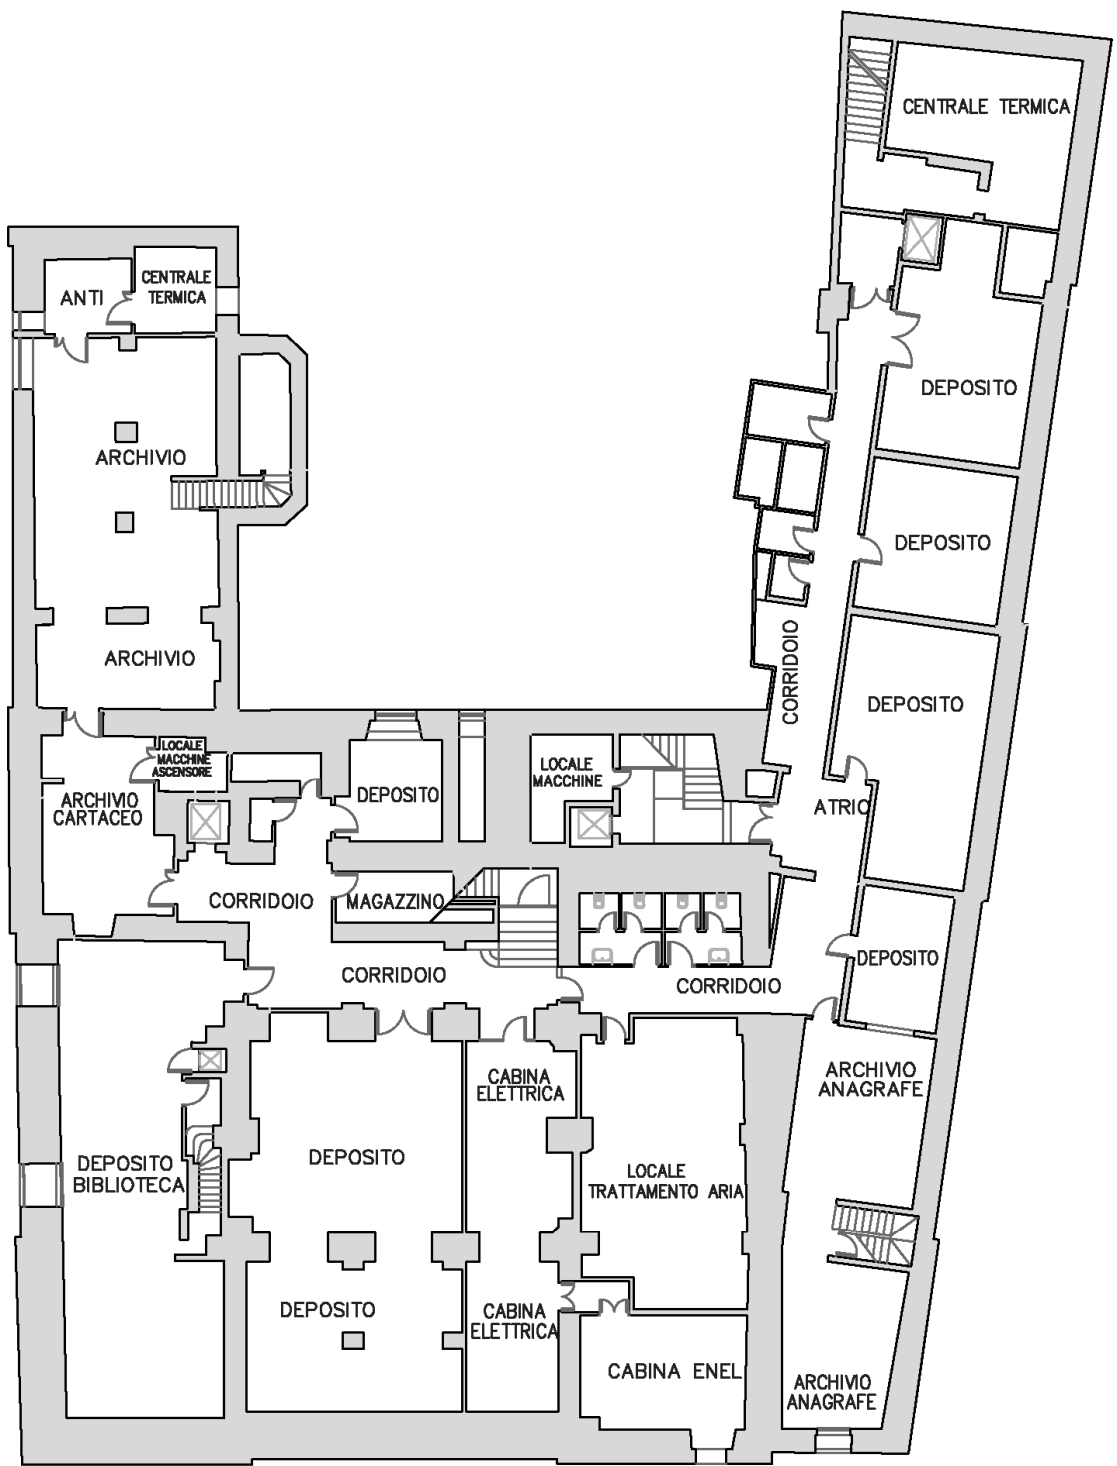 CENTRALE TERMICA
CENTRALE
TERMICA
ANTI
DEPOSITO
ARCHIVIO
DEPOSITO
CORRIDOIO
ARCHIVIO
DEPOSITO
LOCALE
MACCHINE
ASCENSORE
LOCALE
MACCHINE
DEPOSITO
ARCHIVIO
CARTACEO
ATRIO
CORRIDOIO
MAGAZZINO
DEPOSITO
CORRIDOIO
CORRIDOIO
ARCHIVIO
ANAGRAFE
CABINA
ELETTRICA
DEPOSITO
DEPOSITO
BIBLIOTECA
LOCALE
TRATTAMENTO ARIA
DEPOSITO
CABINA
ELETTRICA
CABINA ENEL
ARCHIVIO
ANAGRAFE